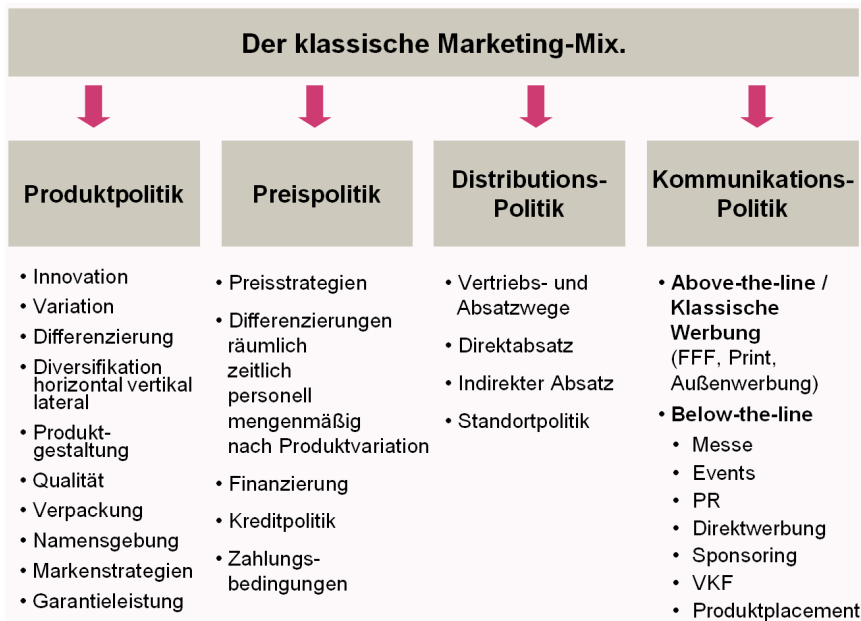 Der klassische Marketing-Mix.
Produktpolitik
• Innovation
• Variation
• Differenzierung
• Diversifikation
horizontal vertikal
lateral
• Produkt-
gestaltung
• Qualität
• Verpackung
• Namensgebung
• Markenstrategien
• Garantieleistung
Preispolitik
• Preisstrategien
• Differenzierungen
räumlich
zeitlich
personell
mengenmäßig
nach Produktvariation
• Finanzierung
• Kreditpolitik
• Zahlungs-
bedingungen
Distributions-
Politik
• Vertriebs- und
Absatzwege
• Direktabsatz
• Indirekter Absatz
• Standortpolitik
Kommunikations-
Politik
• Above-the-line /
Klassische
Werbung
(FFF, Print,
Außenwerbung)
• Below-the-line
• Messe
• Events
• PR
• Direktwerbung
• Sponsoring
• VKF
• Produktplacement